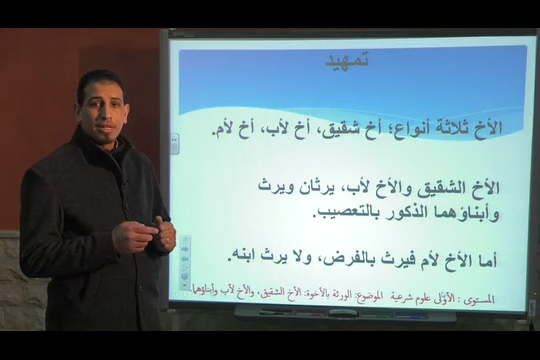 تمهيد
الأخ ثلاثة أنواع؛ أخ شقيق، أخ لأب، أخ لأم.
الأخ الشقيق والأخ لأب، يرثان ويرث
وأبناؤهما الذكور بالتعصيب.
أما الأخ لأم فيرث بالفرض، ولا يرث ابنه.
المستوى : الأولى علوم شرعية الموضوع: الورثة بالأخوة: الأخ الشقيق، والأخ لأب وأبناؤهما